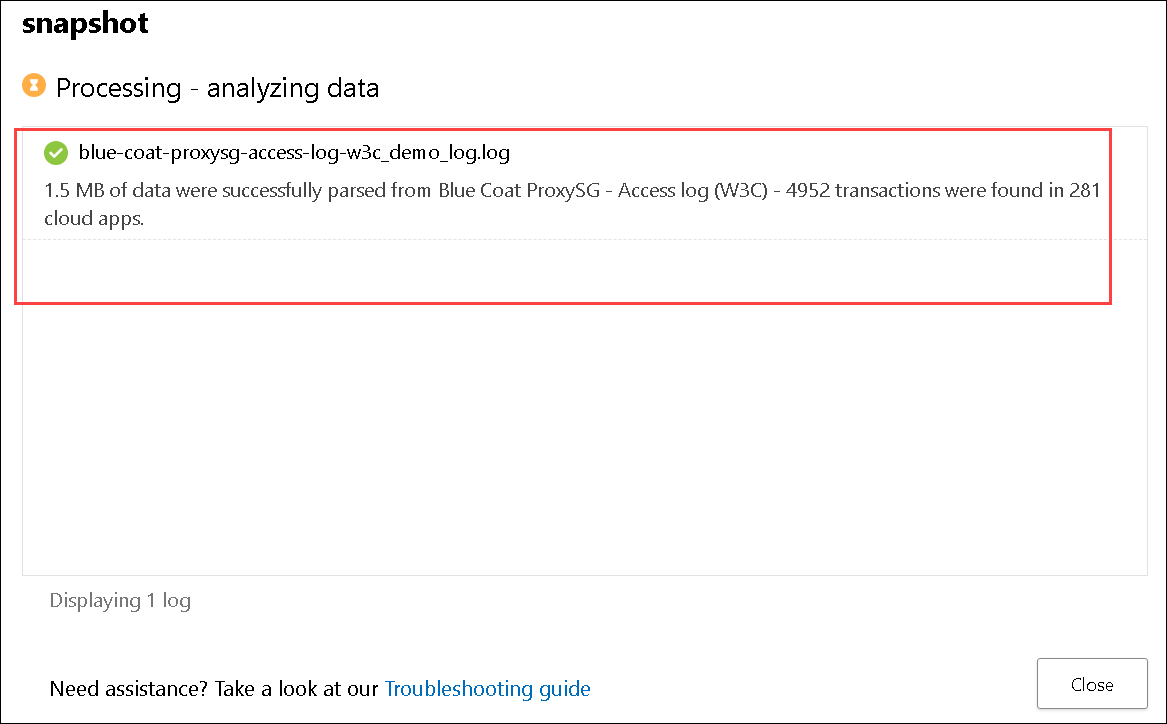 snapshot
Processing - analyzing data
blue-coat-proxysg-access-log-w3c_demo_log.log
1.5 MB of data were successfully parsed from Blue Coat ProxySG - Access log (W3C) - 4952 transactions were found in 281
cloud apps.
Displaying 1 log
Need assistance? Take a look at our Troubleshooting guide
Close